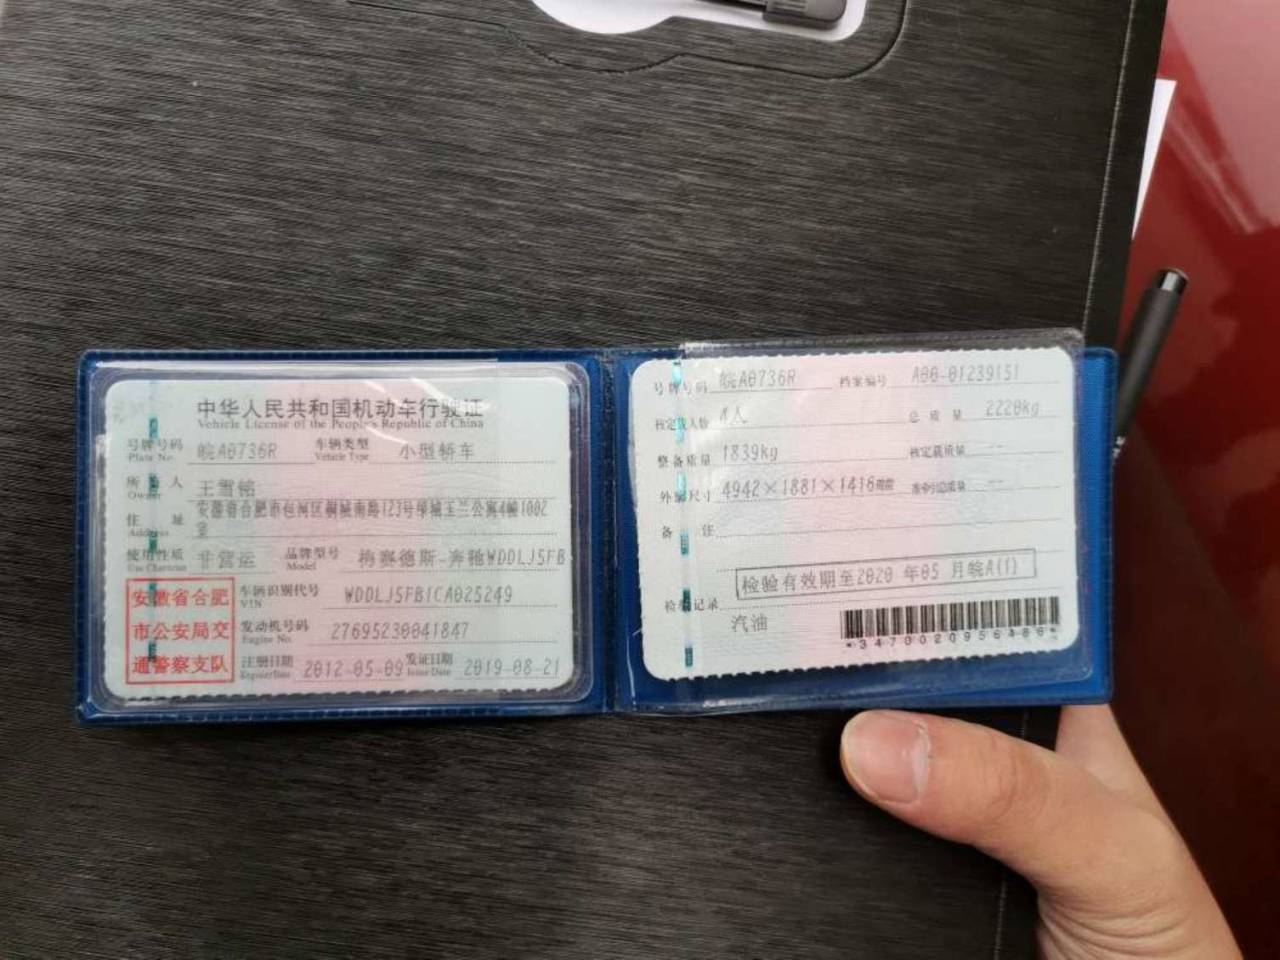 中华人民共和国机动车行驶证
Vehicle License of the People's Republic of China
号牌号码 皖A0736R 车辆类型 小型轿车
Plate No. Vehicle Type
所有人 王雪
Owner
安徽省合肥市包河区桐城南路123号 玉兰公寓4幢1002
住址 室
Address
使用性质 非营运 品牌型号 梅赛德斯-奔驰WDDLJ5FB
Use Character Model
安徽省合肥
市公安局交
通警察支队
车辆识别代号 WDDLJ5FB1CA025249
VIN
发动机号码 27695230041847
Engine No.
注册日期 2012-05-09 发证日期 2019-08-21
Register Date Issue Date
号牌号码 皖A0736R 档案编号 A00-01239151
核定载人数 4人 总质量 2220kg
整备质量 1839kg 核定载质量 --
外廓尺寸 4942×1881×1416mm 准牵引总质量 --
备注
检验有效期至2020年05月皖A(1)
检验记录
汽油
*3470020956486*